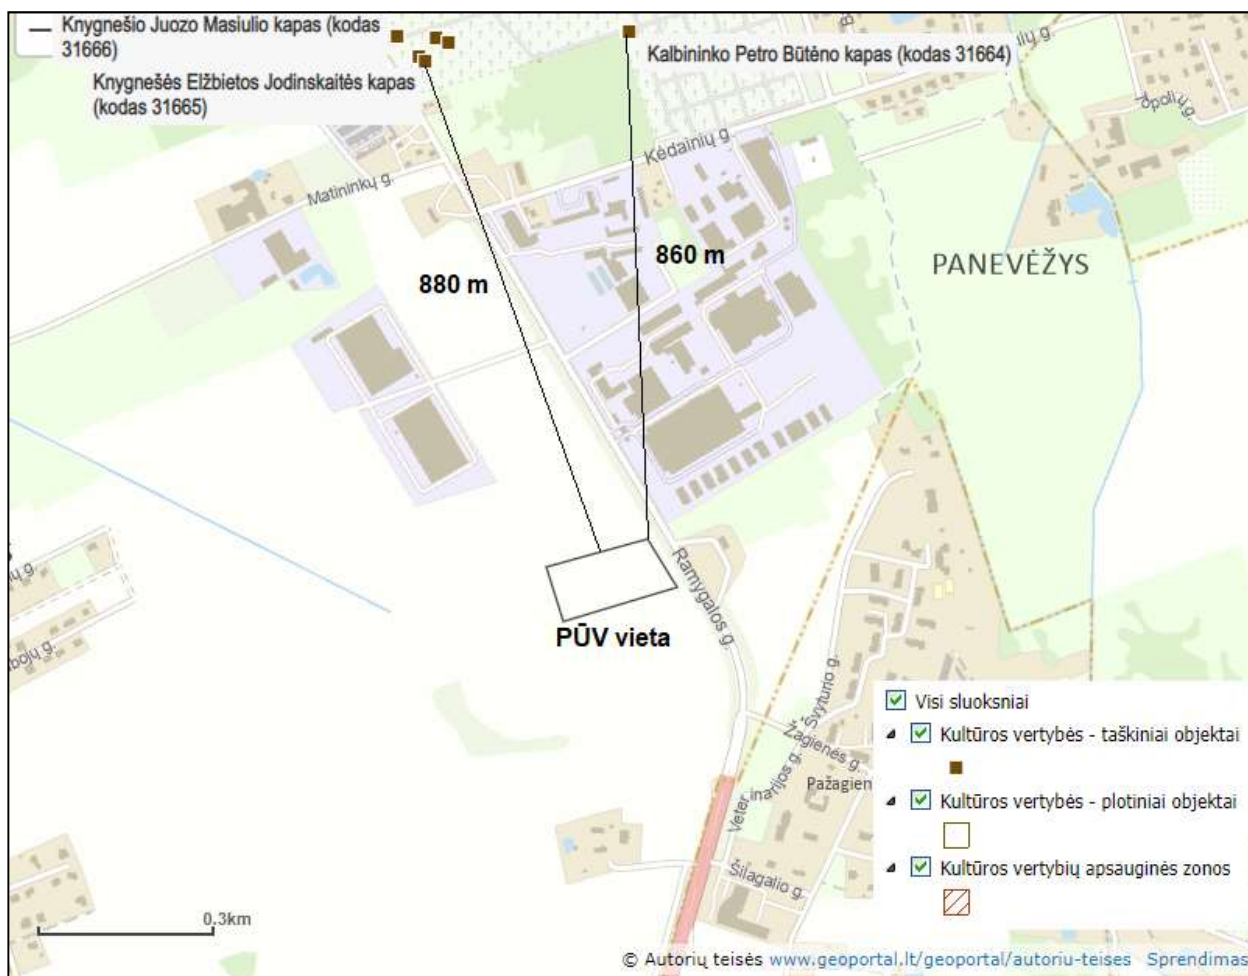 Knygnešio Juozo Masiulio kapas (kodas
31666)
Knygnešės Elžbietos Jodinskaitės kapas
(kodas 31665)
Kalbininko Petro Būtėno kapas (kodas 31664)
Topolių g.
Kėdainių g.
Matininkų g.
860 m
880 m
PANEVĖŽYS
Ramygalos g.
PŪV vieta
Švyturio g.
Žagienės g.
Veterinarijos g.
Pažagien
Šilagalio g.
Visi sluoksniai
Kultūros vertybės - taškiniai objektai
Kultūros vertybės - plotiniai objektai
Kultūros vertybių apsauginės zonos
0.3km
© Autorių teisės www.geoportal.lt/geoportal/autoriu-teises Sprendimas